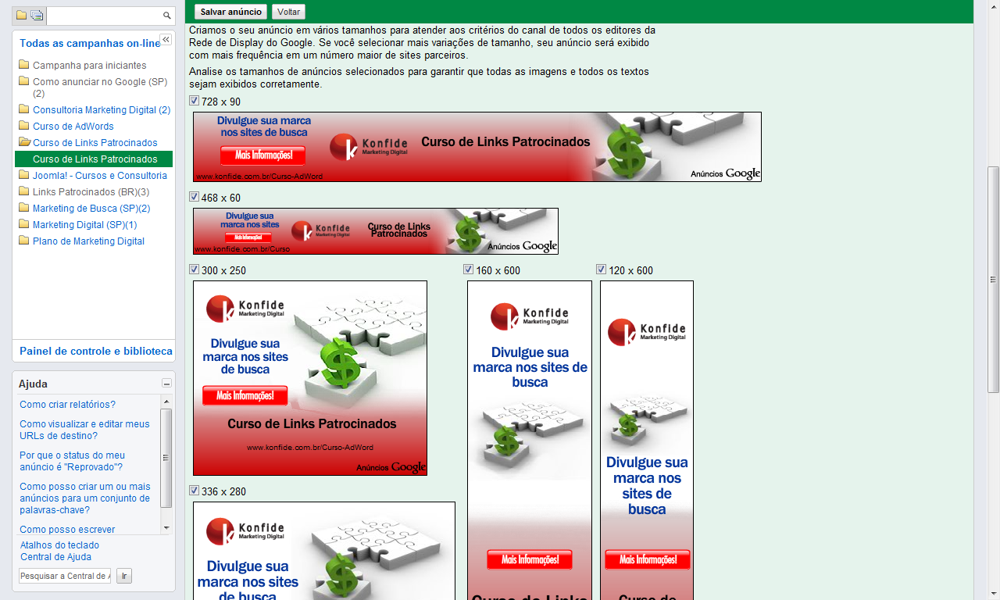 Todas as campanhas on-line
«
Campanha para iniciantes
Como anunciar no Google (SP)
(2)
Consultoria Marketing Digital (2)
Curso de AdWords
Curso de Links Patrocinados
Curso de Links Patrocinados
Joomla! - Cursos e Consultoria
Links Patrocinados (BR)(3)
Marketing de Busca (SP)(2)
Marketing Digital (SP)(1)
Plano de Marketing Digital
Painel de controle e biblioteca
Ajuda
Como criar relatórios?
Como visualizar e editar meus
URLs de destino?
Por que o status do meu
anúncio é "Reprovado"?
Como posso criar um ou mais
anúncios para um conjunto de
palavras-chave?
Como posso escrever
Atalhos do teclado
Central de Ajuda
Pesquisar a Central de A
Ir
Salvar anúncio
Voltar
Criamos o seu anúncio em vários tamanhos para atender aos critérios do canal de todos os editores da
Rede de Display do Google. Se você selecionar mais variações de tamanho, seu anúncio será exibido
com mais frequência em um número maior de sites parceiros.
Analise os tamanhos de anúncios selecionados para garantir que todas as imagens e todos os textos
sejam exibidos corretamente.
728 x 90
Divulgue sua marca
nos sites de busca
Mais Informações!
www.konfide.com.br/Curso-AdWord
Konfide
Marketing Digital
Curso de Links Patrocinados
Anúncios Google
468 x 60
Divulgue sua
marca nos sites
Mais Informações!
www.konfide.com.br/Curso
Konfide
Marketing Digital
Curso de Links
Patrocinados
Anúncios Google
300 x 250
Konfide
Marketing Digital
Divulgue sua
marca nos sites
de busca
Mais Informações!
Curso de Links Patrocinados
www.konfide.com.br/Curso-AdWord
Anúncios Google
336 x 280
Konfide
Marketing Digital
Divulgue sua
marca nos sites
de busca
160 x 600
Konfide
Marketing Digital
Divulgue sua
marca nos sites de
busca
Mais Informações!
Curso de Links
120 x 600
Konfide
Marketing Digital
Divulgue sua
marca nos
sites de
busca
Mais Informações!
Curso de